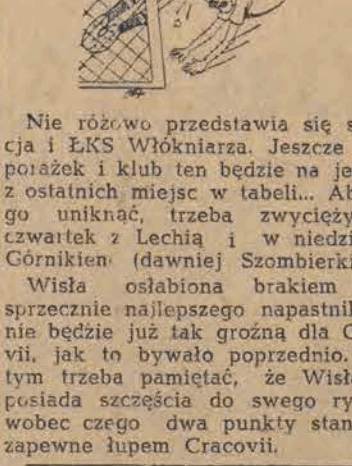 Nie różowo przedstawia się s
cja i ŁKS Włókniarza. Jeszcze
porażek i klub ten będzie na je
z ostatnich miejsc w tabeli... Ab
go uniknąć, trzeba zwycięży
czwartek z Lechią i w niedzi
Górnikiem (dawniej Szombierki
Wisła osłabiona brakiem
sprzecznie najlepszego napastnik
nie będzie już tak groźną dla C
vii, jak to bywało poprzednio.
tym trzeba pamiętać, że Wisła
posiada szczęścia do swego ry
wobec czego dwa punkty stan
zapewne łupem Cracovii.